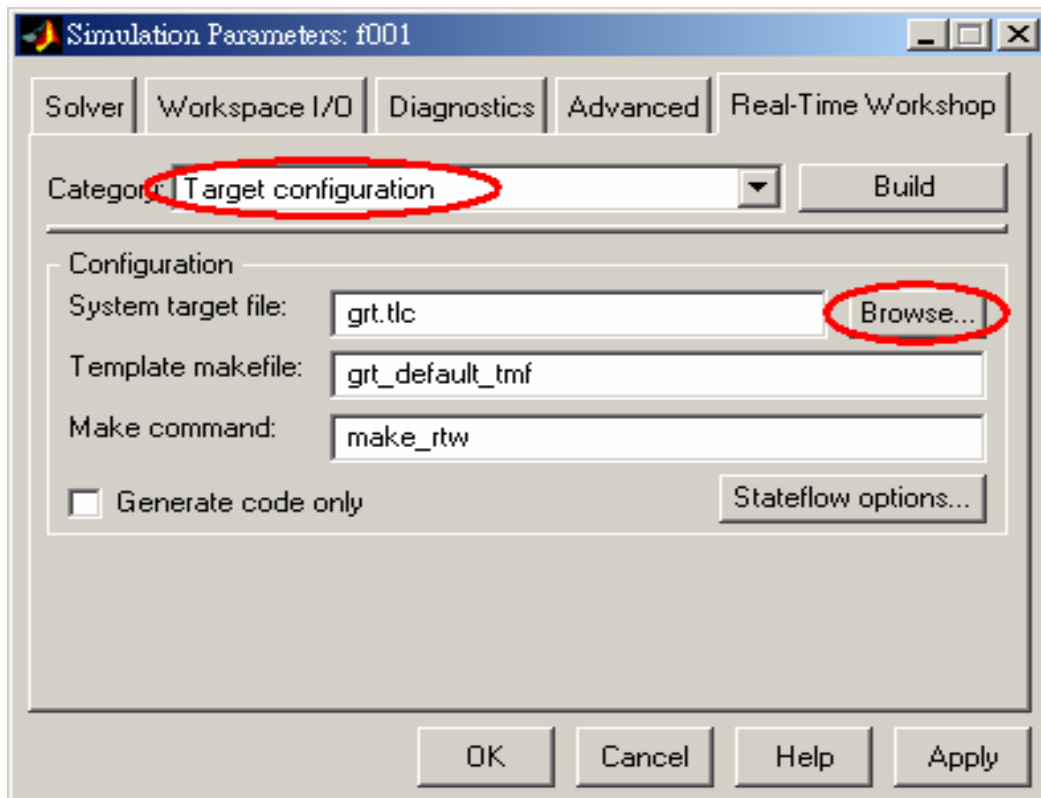 Simulation Parameters: f001
Solver Workspace I/O Diagnostics Advanced Real-Time Workshop
Category: Target configuration Build
Configuration
System target file: grt.tlc Browse...
Template makefile: grt_default_tmf
Make command: make_rtw
Generate code only Stateflow options...
OK Cancel Help Apply